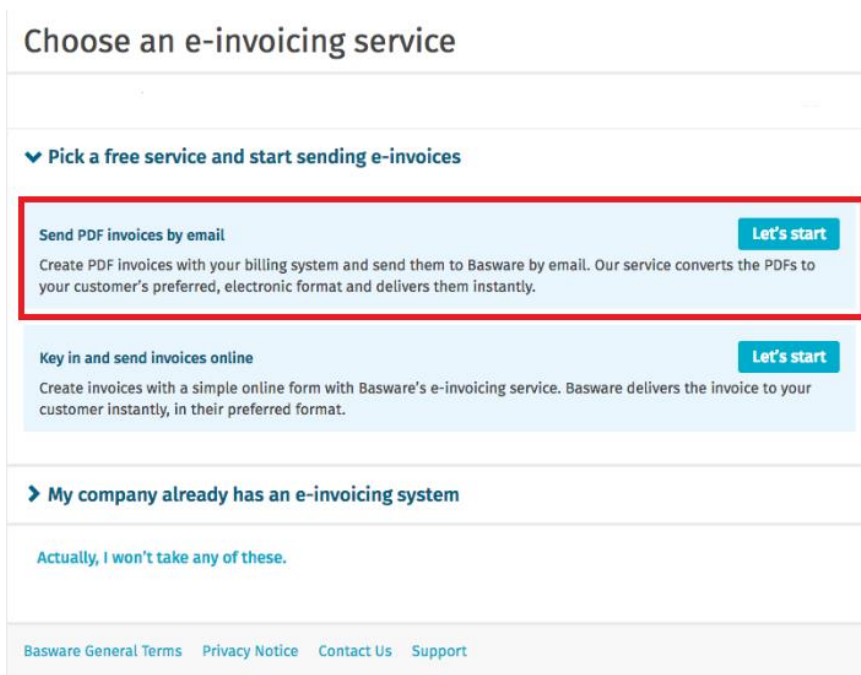 Choose an e-invoicing service
Pick a free service and start sending e-invoices
Send PDF invoices by email
Let's start
Create PDF invoices with your billing system and send them to Basware by email. Our service converts the PDFs to
your customer's preferred, electronic format and delivers them instantly.
Key in and send invoices online
Let's start
Create invoices with a simple online form with Basware's e-invoicing service. Basware delivers the invoice to your
customer instantly, in their preferred format.
My company already has an e-invoicing system
Actually, I won't take any of these.
Basware General Terms Privacy Notice Contact Us Support